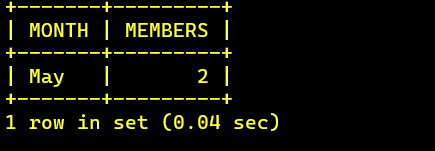 +-------+---------+
| MONTH | MEMBERS |
+-------+---------+
| May   |       2 |
+-------+---------+
1 row in set (0.04 sec)